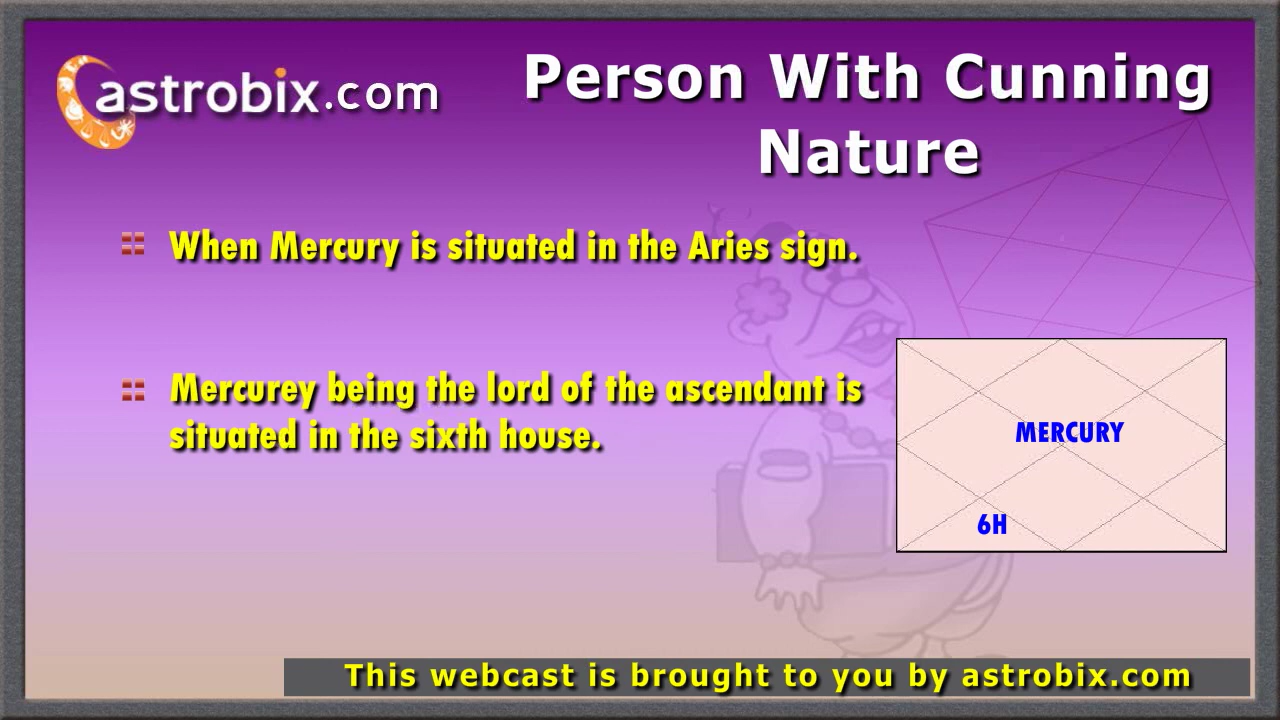 astrobix.com
Person With Cunning
Nature
When Mercury is situated in the Aries sign.
Mercurey being the lord of the ascendant is
situated in the sixth house.
MERCURY
6H
This webcast is brought to you by astrobix.com